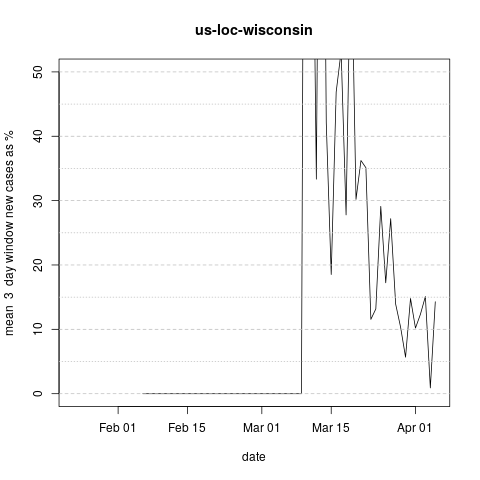 us-loc-wisconsin
mean 3 day window new cases as %
50
40
30
20
10
0
Feb 01 Feb 15 Mar 01 Mar 15 Apr 01
date